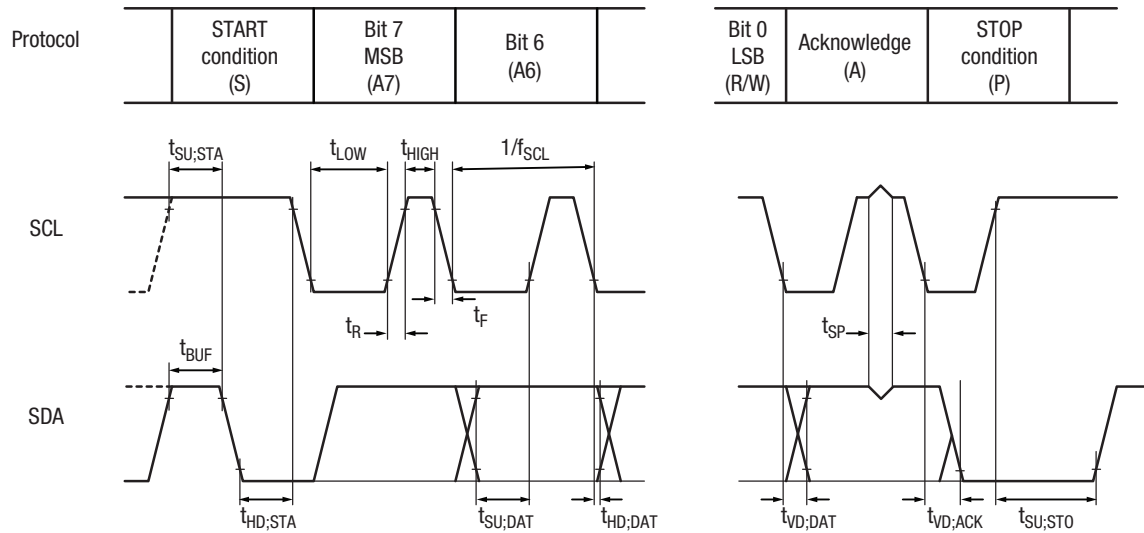 Protocol
START
condition
(S)
Bit 7
MSB
(A7)
Bit 6
(A6)
Bit 0
LSB
(R/W)
Acknowledge
(A)
STOP
condition
(P)
tSU;STA
tLOW
tHIGH
1/fSCL
SCL
tR
tF
tSP
tBUF
SDA
tHD;STA
tSU;DAT
tHD;DAT
tVD;DAT
tVD;ACK
tSU;STO